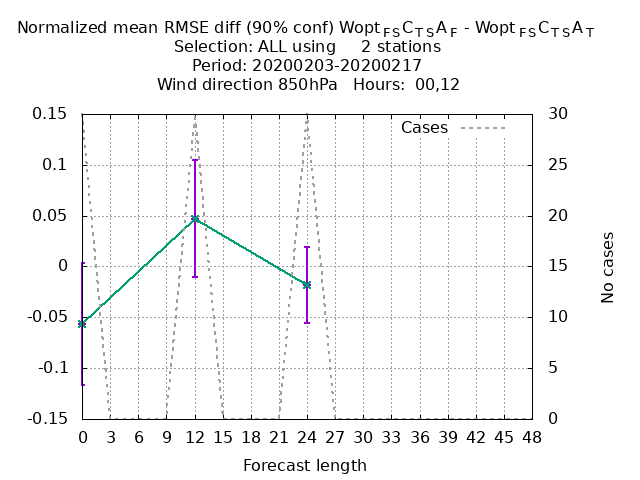 Normalized mean RMSE diff (90% conf) Wopt FS C TS A F - Wopt FS C TS A T
Selection: ALL using 2 stations
Period: 20200203-20200217
Wind direction 850hPa Hours: 00,12
Cases
0.15
0.1
0.05
0
-0.05
-0.1
-0.15
30
25
20
15
10
5
0
No cases
0 3 6 9 12 15 18 21 24 27 30 33 36 39 42 45 48
Forecast length